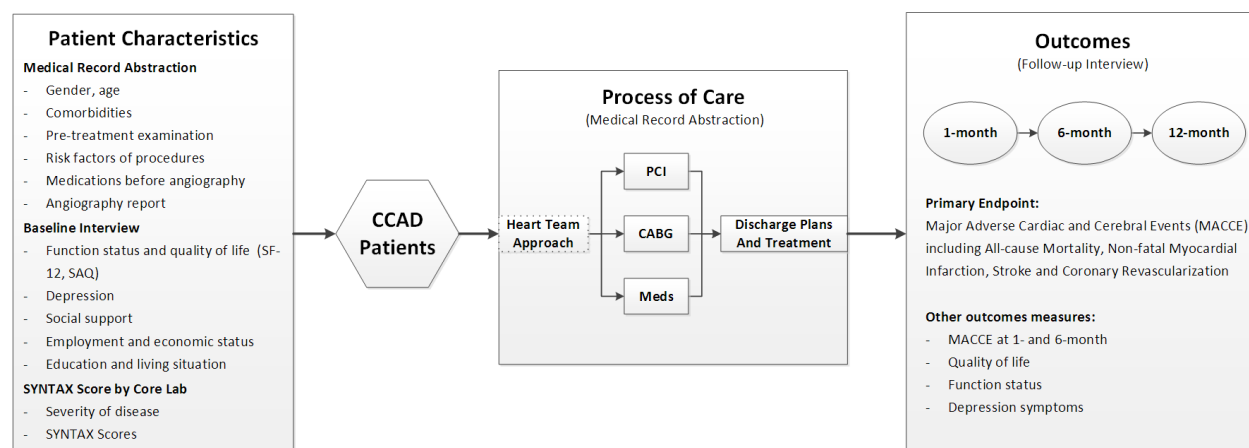 Patient Characteristics
Medical Record Abstraction
- Gender, age
- Comorbidities
- Pre-treatment examination
- Risk factors of procedures
- Medications before angiography
- Angiography report
Baseline Interview
- Function status and quality of life (SF-
12, SAQ)
- Depression
- Social support
- Employment and economic status
- Education and living situation
SYNTAX Score by Core Lab
- Severity of disease
- SYNTAX Scores
CCAD
Patients
Process of Care
(Medical Record Abstraction)
Heart Team
Approach
PCI
CABG
Meds
Discharge Plans
And Treatment
Outcomes
(Follow-up Interview)
1-month
6-month
12-month
Primary Endpoint:
Major Adverse Cardiac and Cerebral Events (MACCE)
including All-cause Mortality, Non-fatal Myocardial
Infarction, Stroke and Coronary Revascularization
Other outcomes measures:
- MACCE at 1- and 6-month
- Quality of life
- Function status
- Depression symptoms